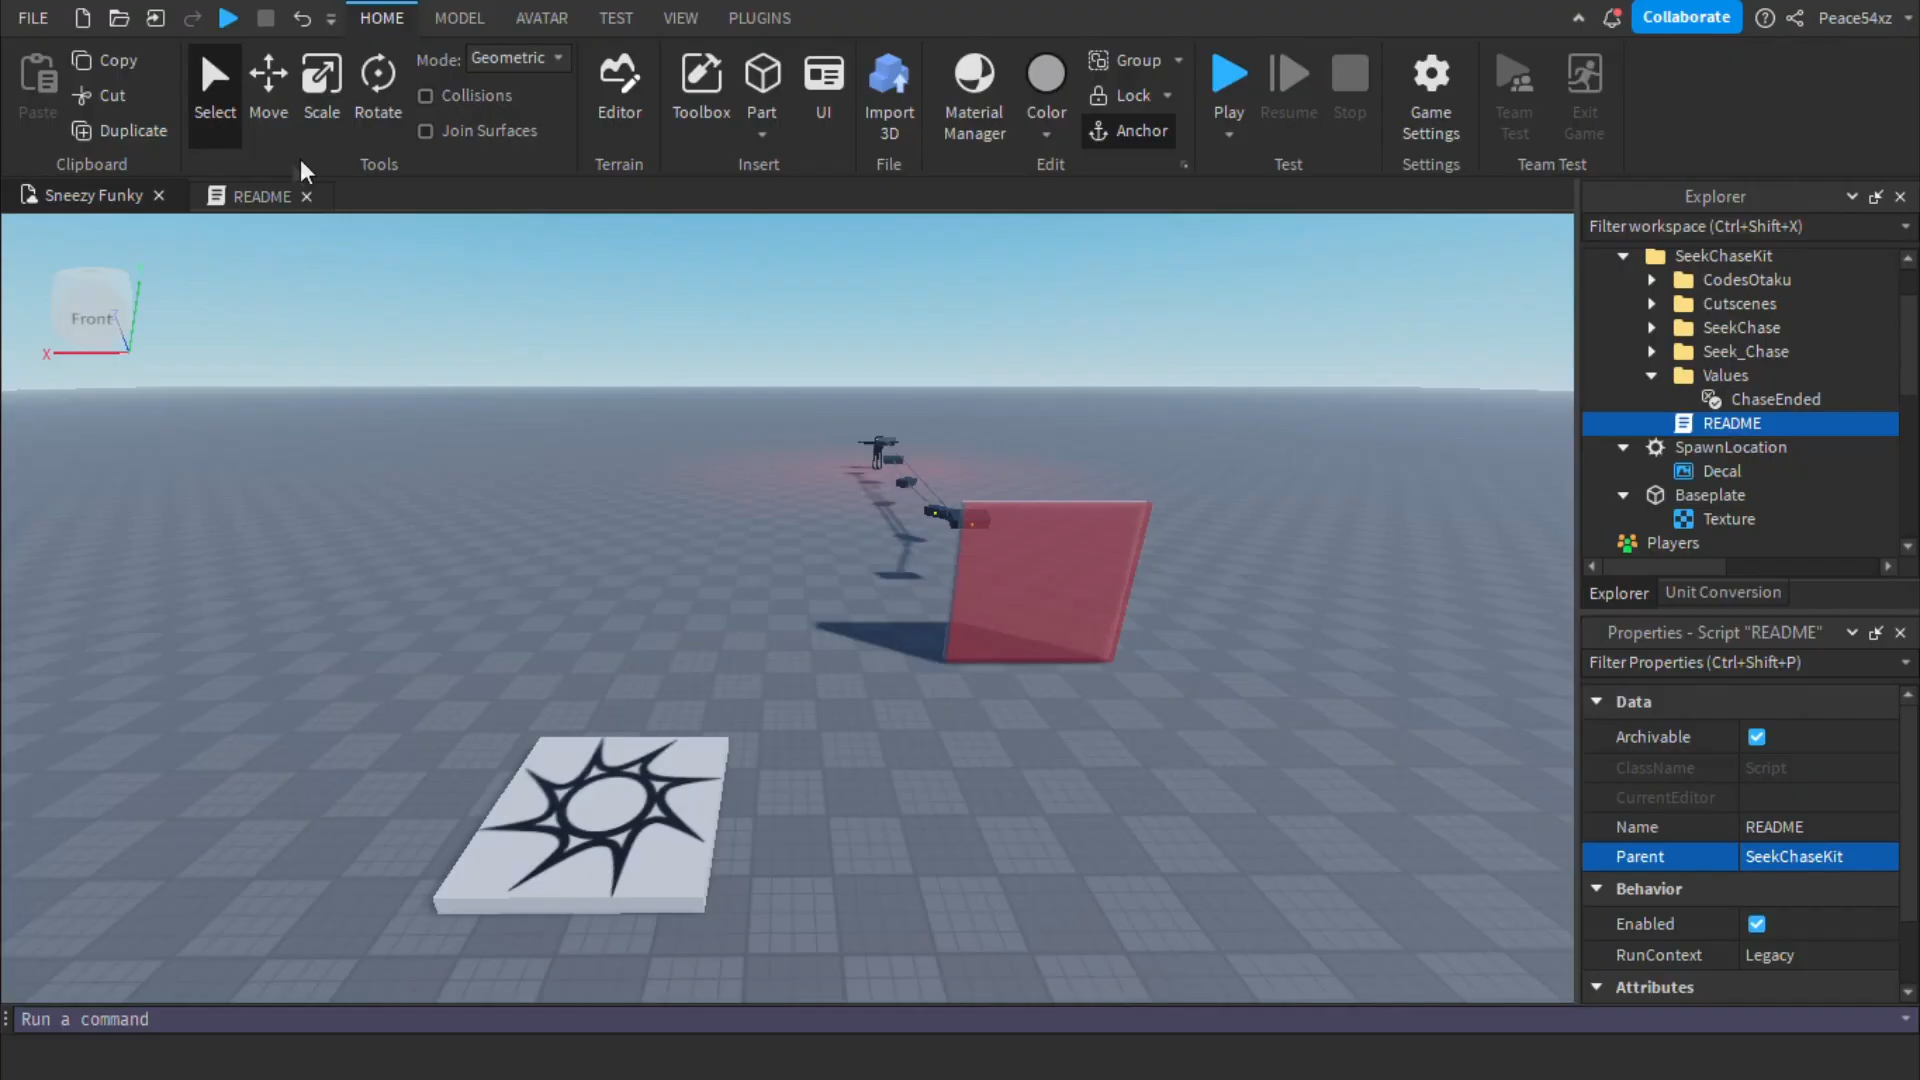 FILE
HOME
MODEL
AVATAR
TEST
VIEW
PLUGINS
Collaborate
Peace54xz
Paste
Copy
Cut
Duplicate
Clipboard
Select
Move
Scale
Rotate
Mode: Geometric
Collisions
Join Surfaces
Tools
Editor
Terrain
Toolbox
Part
UI
Insert
Import
3D
File
Material
Manager
Color
Group
Lock
Anchor
Edit
Play
Resume
Stop
Test
Game
Settings
Settings
Team
Test
Exit
Game
Team Test
Sneezy Funky
README
Front
X
Z
Explorer
Filter workspace (Ctrl+Shift+X)
SeekChaseKit
CodesOtaku
Cutscenes
SeekChase
Seek_Chase
Values
ChaseEnded
README
SpawnLocation
Decal
Baseplate
Texture
Players
Explorer
Unit Conversion
Properties - Script "README"
Filter Properties (Ctrl+Shift+P)
Data
Archivable
ClassName Script
CurrentEditor
Name README
Parent SeekChaseKit
Behavior
Enabled
RunContext Legacy
Attributes
Run a command